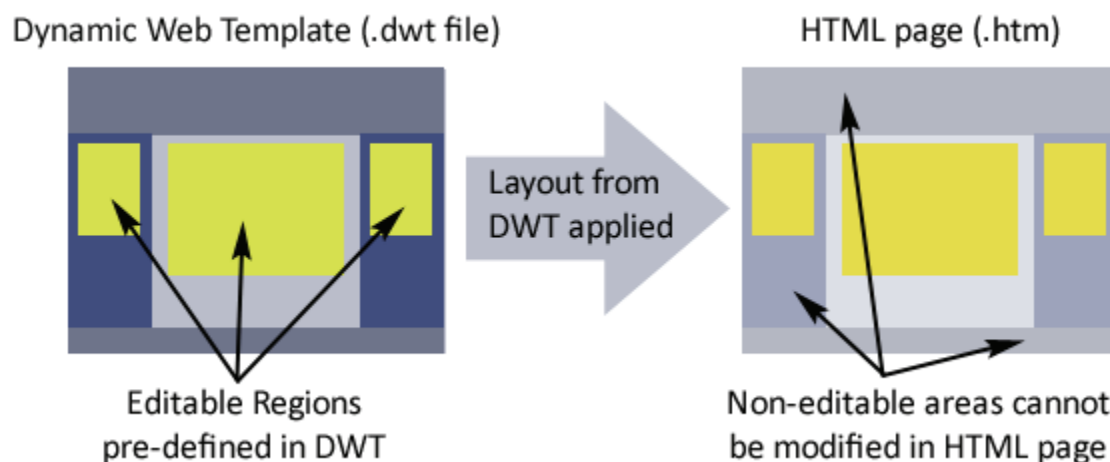 Dynamic Web Template (.dwt file)
HTML page (.htm)
Layout from
DWT applied
Editable Regions
pre-defined in DWT
Non-editable areas cannot
be modified in HTML page